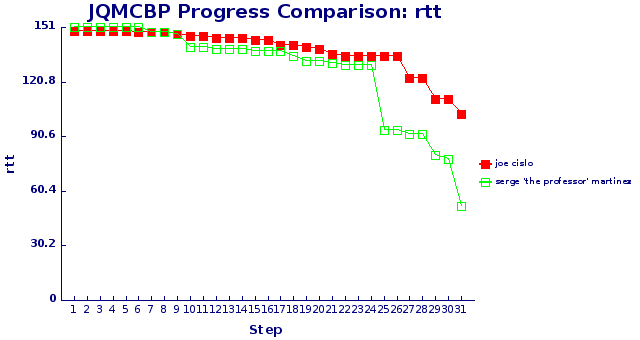 JQMCBP Progress Comparison: rtt
151
120.8
90.6
60.4
30.2
0
rtt
1 2 3 4 5 6 7 8 9 10 11 12 13 14 15 16 17 18 19 20 21 22 23 24 25 26 27 28 29 30 31
Step
joe cislo
serge 'the professor' martinez